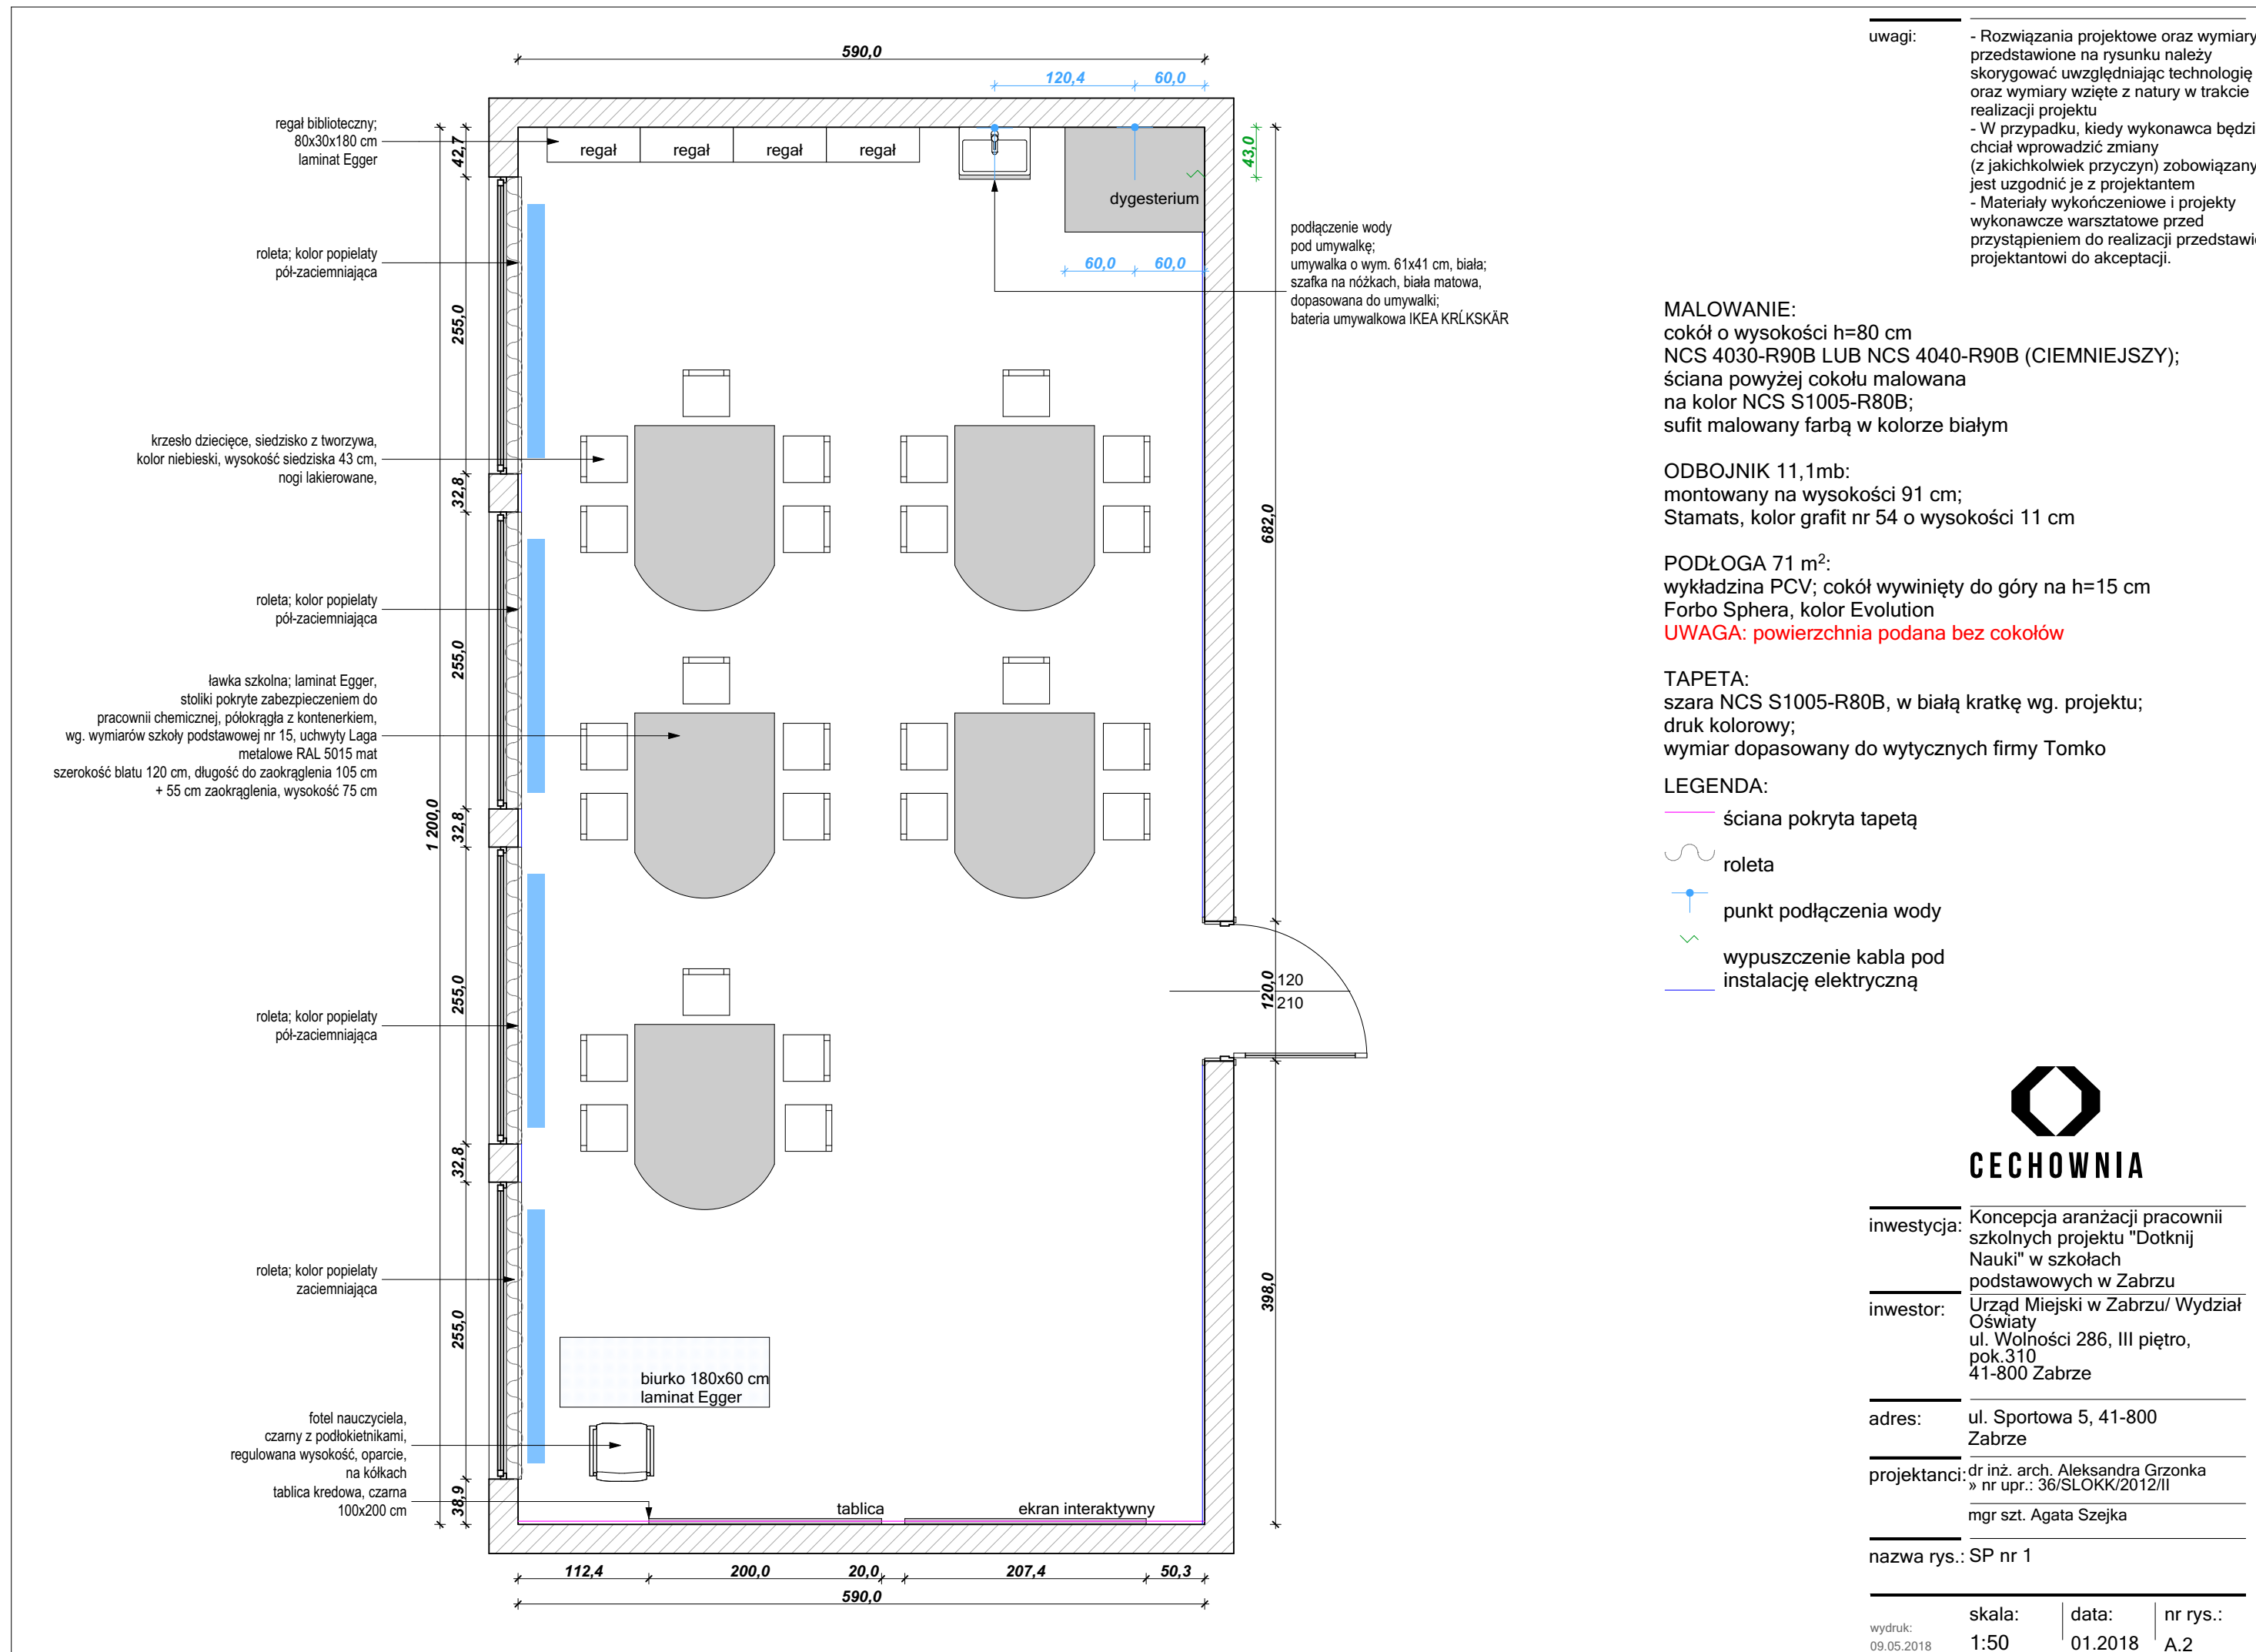 590,0
120,4
60,0
regał biblioteczny;
80x30x180 cm
laminat Egger
42,7
regał
regał
regał
regał
43,0
dygesterium
roleta; kolor popielaty
pół-zaciemniająca
255,0
60,0
60,0
podłączenie wody
pod umywalkę;
umywalka o wym. 61x41 cm, biała;
szafka na nóżkach, biała matowa,
dopasowana do umywalki;
bateria umywalkowa IKEA KRĹKSKÄR
krzesło dziecięce, siedzisko z tworzywa,
kolor niebieski, wysokość siedziska 43 cm,
nogi lakierowane,
32,8
682,0
roleta; kolor popielaty
pół-zaciemniająca
255,0
ławka szkolna; laminat Egger,
stoliki pokryte zabezpieczeniem do
pracownii chemicznej, półokrągła z kontenerkiem,
wg. wymiarów szkoły podstawowej nr 15, uchwyty Laga
metalowe RAL 5015 mat
szerokość blatu 120 cm, długość do zaokrąglenia 105 cm
+ 55 cm zaokrąglenia, wysokość 75 cm
1 200,0
32,8
roleta; kolor popielaty
pół-zaciemniająca
255,0
120,0
120
210
32,8
roleta; kolor popielaty
zaciemniająca
255,0
398,0
biurko 180x60 cm
laminat Egger
fotel nauczyciela,
czarny z podłokietnikami,
regulowana wysokość, oparcie,
na kółkach
tablica kredowa, czarna
100x200 cm
38,9
tablica
ekran interaktywny
112,4
200,0
20,0
207,4
50,3
590,0
uwagi:
- Rozwiązania projektowe oraz wymiary
przedstawione na rysunku należy
skorygować uwzględniając technologię
oraz wymiary wzięte z natury w trakcie
realizacji projektu
- W przypadku, kiedy wykonawca będzi
chciał wprowadzić zmiany
(z jakichkolwiek przyczyn) zobowiązany
jest uzgodnić je z projektantem
- Materiały wykończeniowe i projekty
wykonawcze warsztatowe przed
przystąpieniem do realizacji przedstawi
projektantowi do akceptacji.
MALOWANIE:
cokół o wysokości h=80 cm
NCS 4030-R90B LUB NCS 4040-R90B (CIEMNIEJSZY);
ściana powyżej cokołu malowana
na kolor NCS S1005-R80B;
sufit malowany farbą w kolorze białym
ODBOJNIK 11,1mb:
montowany na wysokości 91 cm;
Stamats, kolor grafit nr 54 o wysokości 11 cm
PODŁOGA 71 m²:
wykładzina PCV; cokół wywinięty do góry na h=15 cm
Forbo Sphera, kolor Evolution
UWAGA: powierzchnia podana bez cokołów
TAPETA:
szara NCS S1005-R80B, w białą kratkę wg. projektu;
druk kolorowy;
wymiar dopasowany do wytycznych firmy Tomko
LEGENDA:
ściana pokryta tapetą
roleta
punkt podłączenia wody
wypuszczenie kabla pod
instalację elektryczną
CECHOWNIA
inwestycja:
Koncepcja aranżacji pracownii
szkolnych projektu "Dotknij
Nauki" w szkołach
podstawowych w Zabrzu
inwestor:
Urząd Miejski w Zabrzu/ Wydział
Oświaty
ul. Wolności 286, III piętro,
pok.310
41-800 Zabrze
adres:
ul. Sportowa 5, 41-800
Zabrze
projektanci:
dr inż. arch. Aleksandra Grzonka
» nr upr.: 36/SLOKK/2012/II
mgr szt. Agata Szejka
nazwa rys.:
SP nr 1
wydruk:
09.05.2018
skala:
1:50
data:
01.2018
nr rys.:
A.2